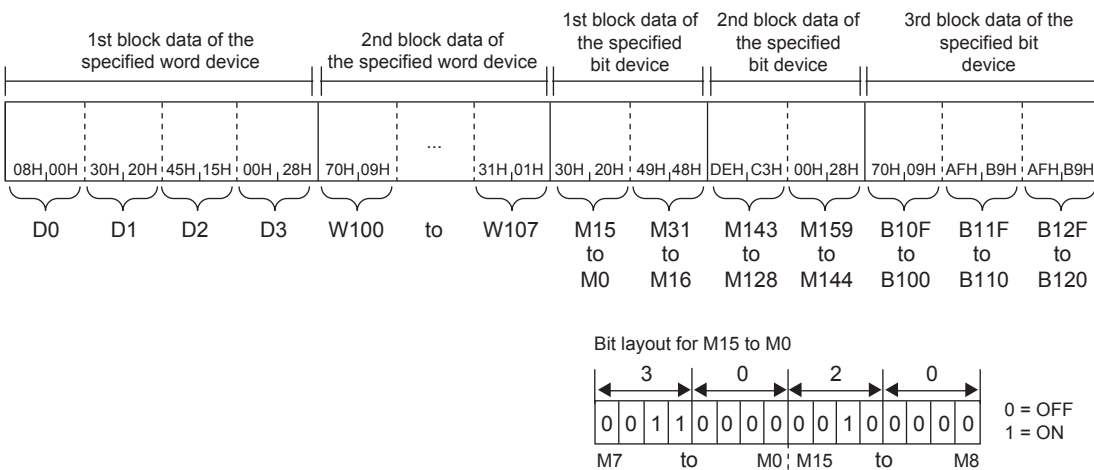 1st block data of the specified word device
2nd block data of the specified word device
1st block data of the specified bit device
2nd block data of the specified bit device
3rd block data of the specified bit device
08H 00H 30H 20H 45H 15H 00H 28H 70H 09H ... 31H 01H 30H 20H 49H 48H DEH C3H 00H 28H 70H 09H AFH B9H AFH B9H
D0 D1 D2 D3 W100 to W107 M15 M31 M143 M159 B10F B11F B12F
to to to to to to to
M0 M16 M128 M144 B100 B110 B120
Bit layout for M15 to M0
3 0 2 0
0 0 1 1 0 0 0 0 0 0 1 0 0 0 0 0
0 = OFF
1 = ON
M7 to M0 M15 to M8